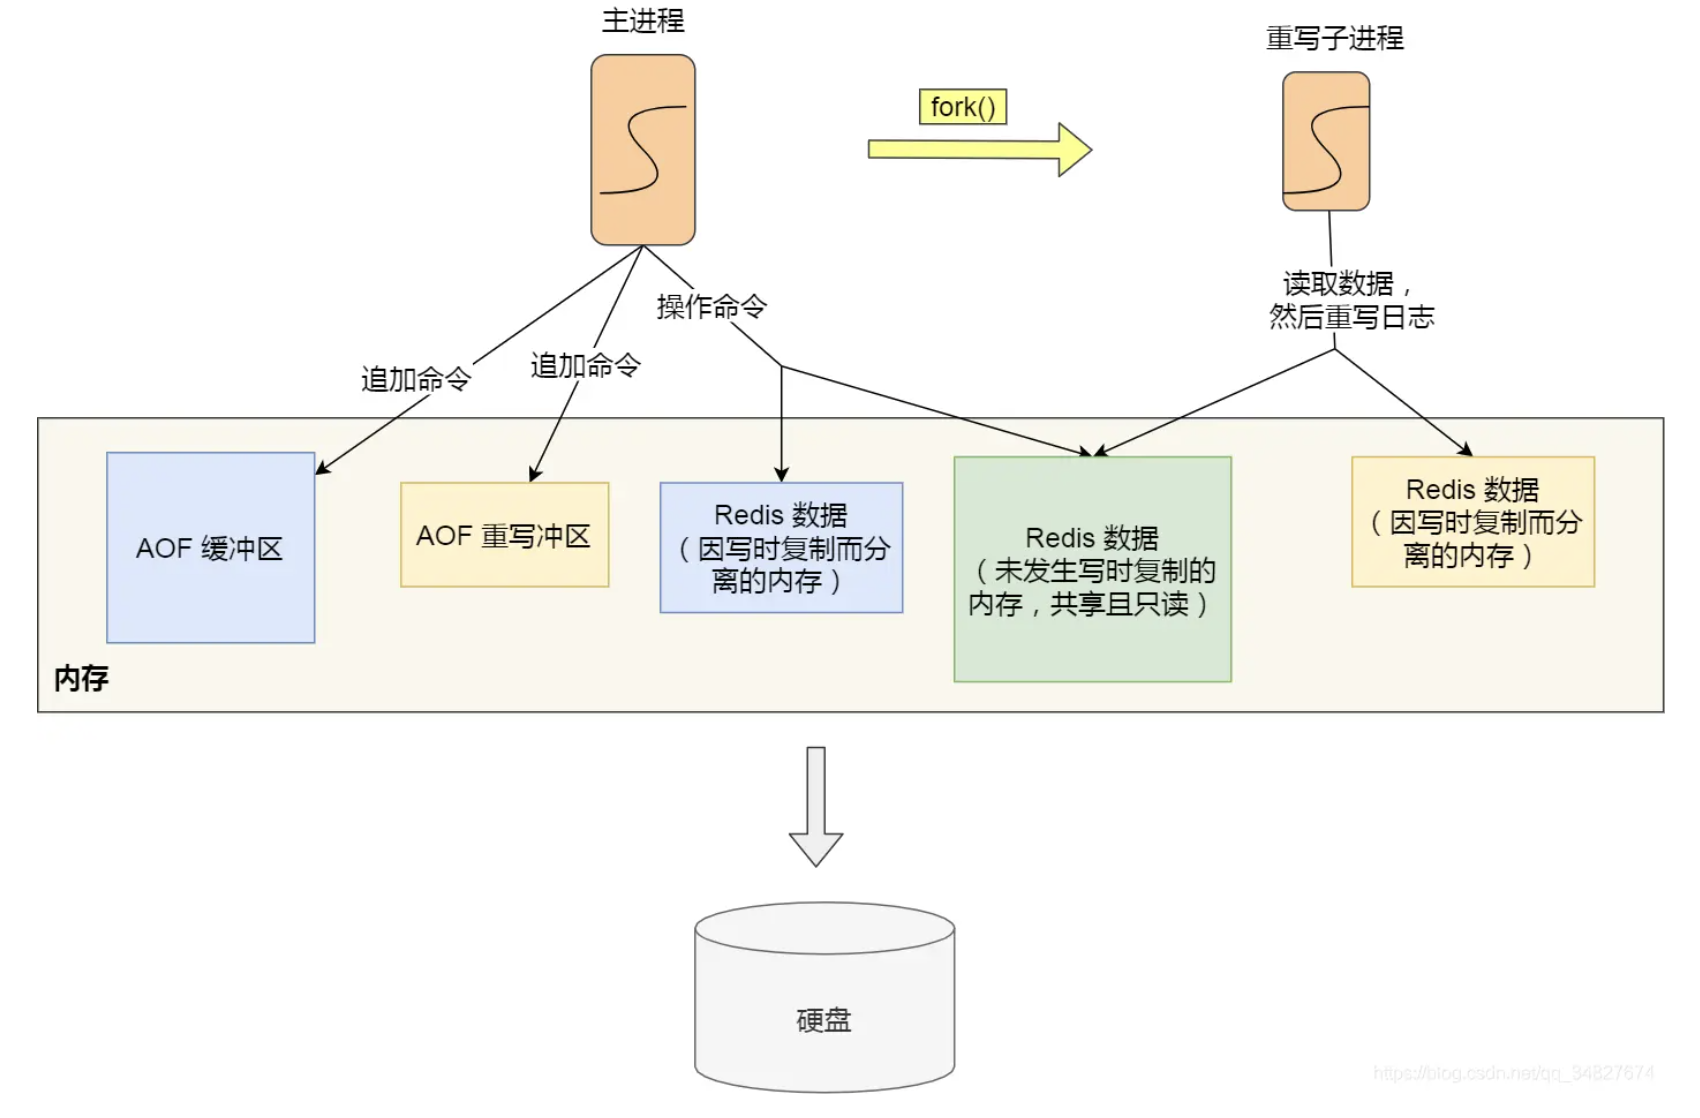 主进程
重写子进程
fork()
读取数据，
然后重写日志
操作命令
追加命令
追加命令
AOF 缓冲区
AOF 重写冲区
Redis 数据
（因写时复制而分
离的内存）
Redis 数据
（未发生写时复制的
内存，共享且只读）
Redis 数据
（因写时复制而分
离的内存）
内存
硬盘
https://blog.csdn.net/qq_34827674